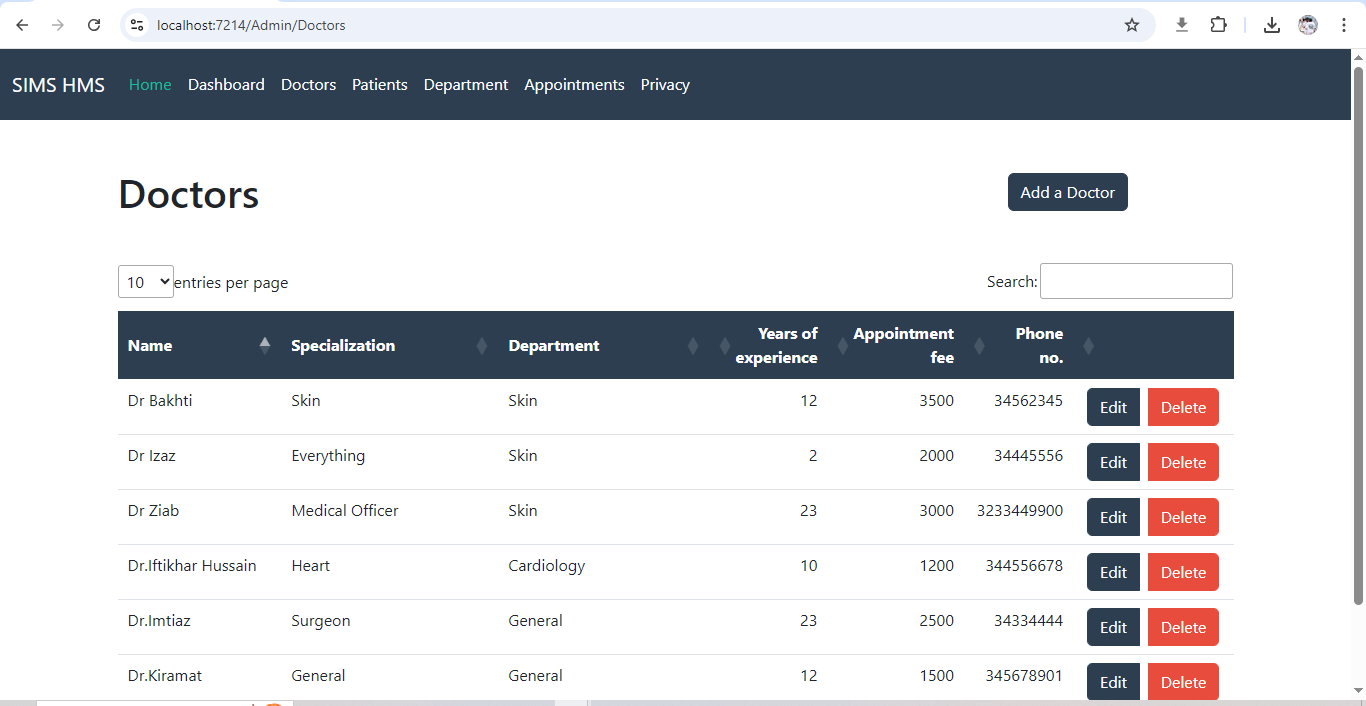 localhost:7214/Admin/Doctors
SIMS HMS Home Dashboard Doctors Patients Department Appointments Privacy
Doctors Add a Doctor
10 entries per page Search:
Name Specialization Department Years of experience Appointment fee Phone no.
Dr Bakhti Skin Skin 12 3500 34562345 Edit Delete
Dr Izaz Everything Skin 2 2000 34445556 Edit Delete
Dr Ziab Medical Officer Skin 23 3000 3233449900 Edit Delete
Dr.Iftikhar Hussain Heart Cardiology 10 1200 344556678 Edit Delete
Dr.Imtiaz Surgeon General 23 2500 34334444 Edit Delete
Dr.Kiramat General General 12 1500 345678901 Edit Delete